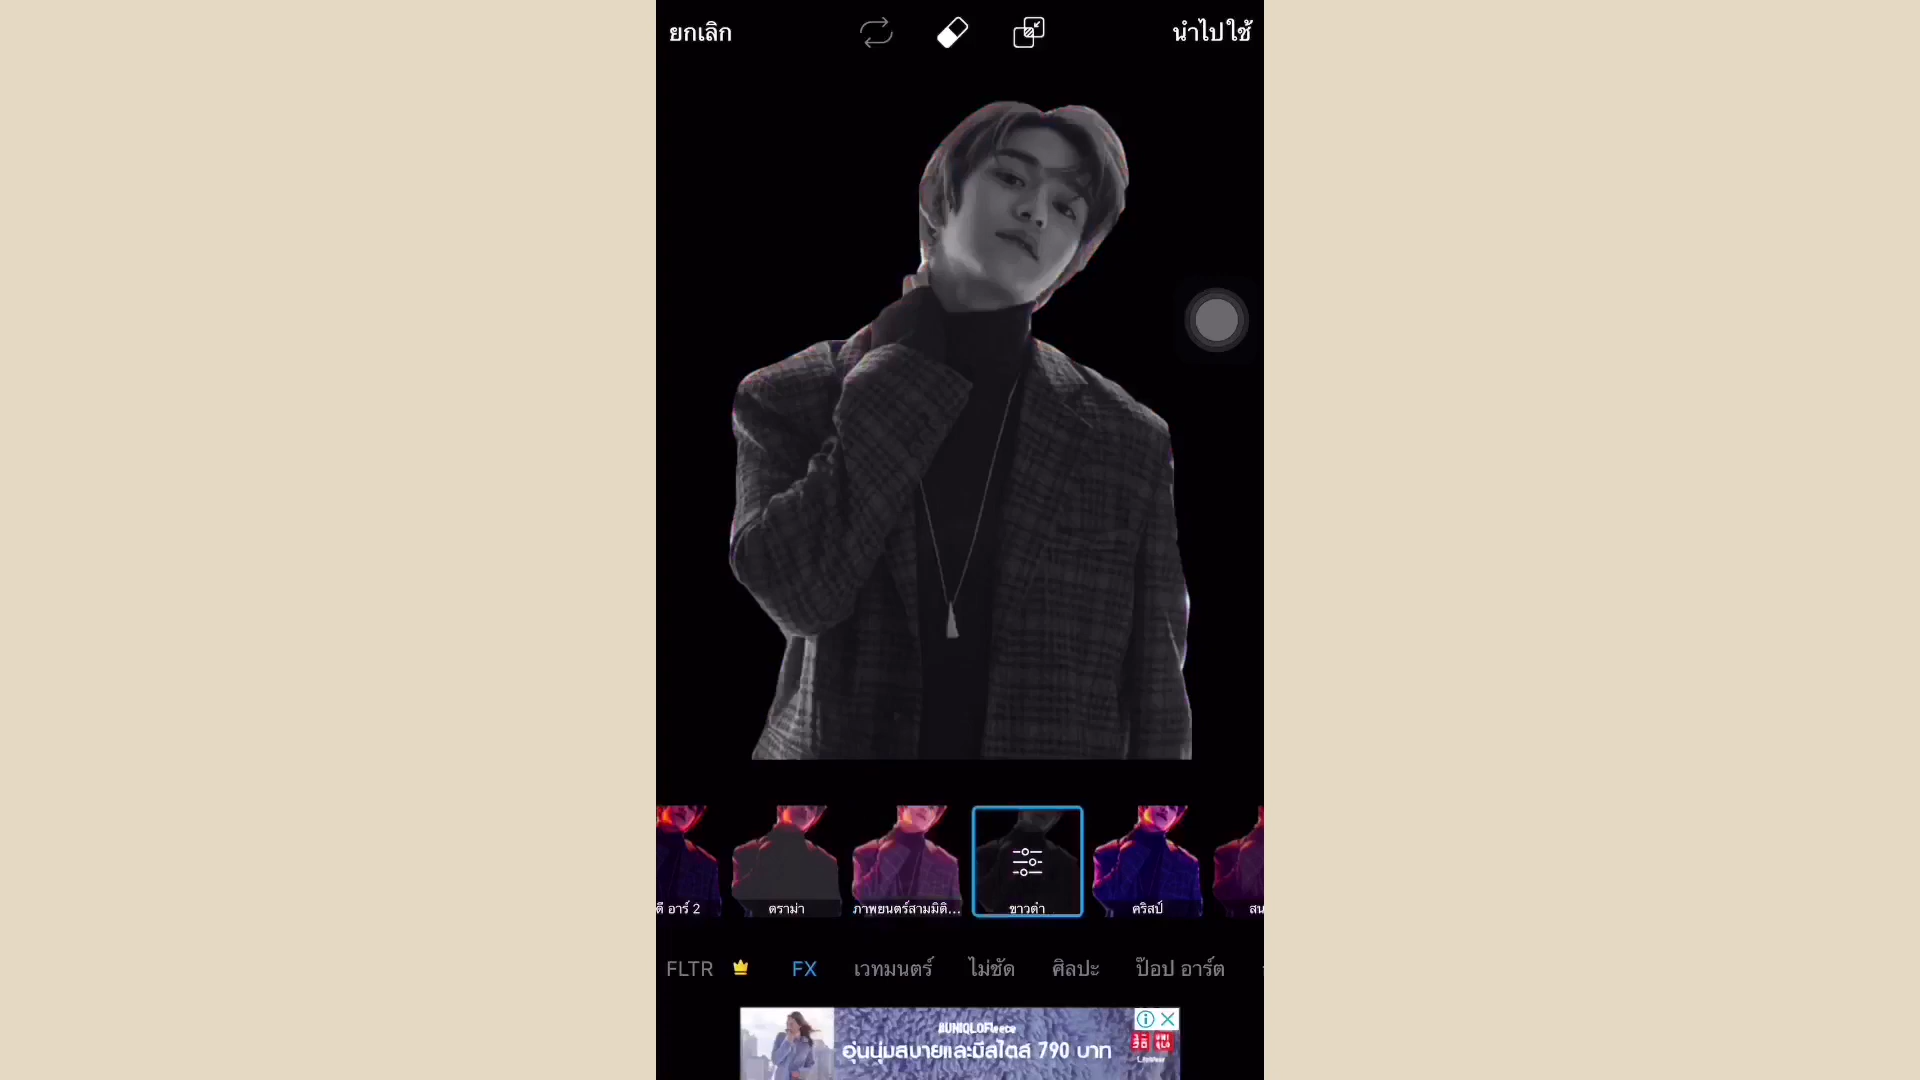 ยกเลิก
นำไปใช้
ดี อาร์ 2
ดราม่า
ภาพยนตร์สามมิติ...
ขาวดำ
คริสป์
สน
FLTR
FX
เวทมนตร์
ไม่ชัด
ศิลปะ
ป๊อป อาร์ต
#UNIQLOFleece
อุ่นนุ่มสบายและมีสไตล์ 790 บาท